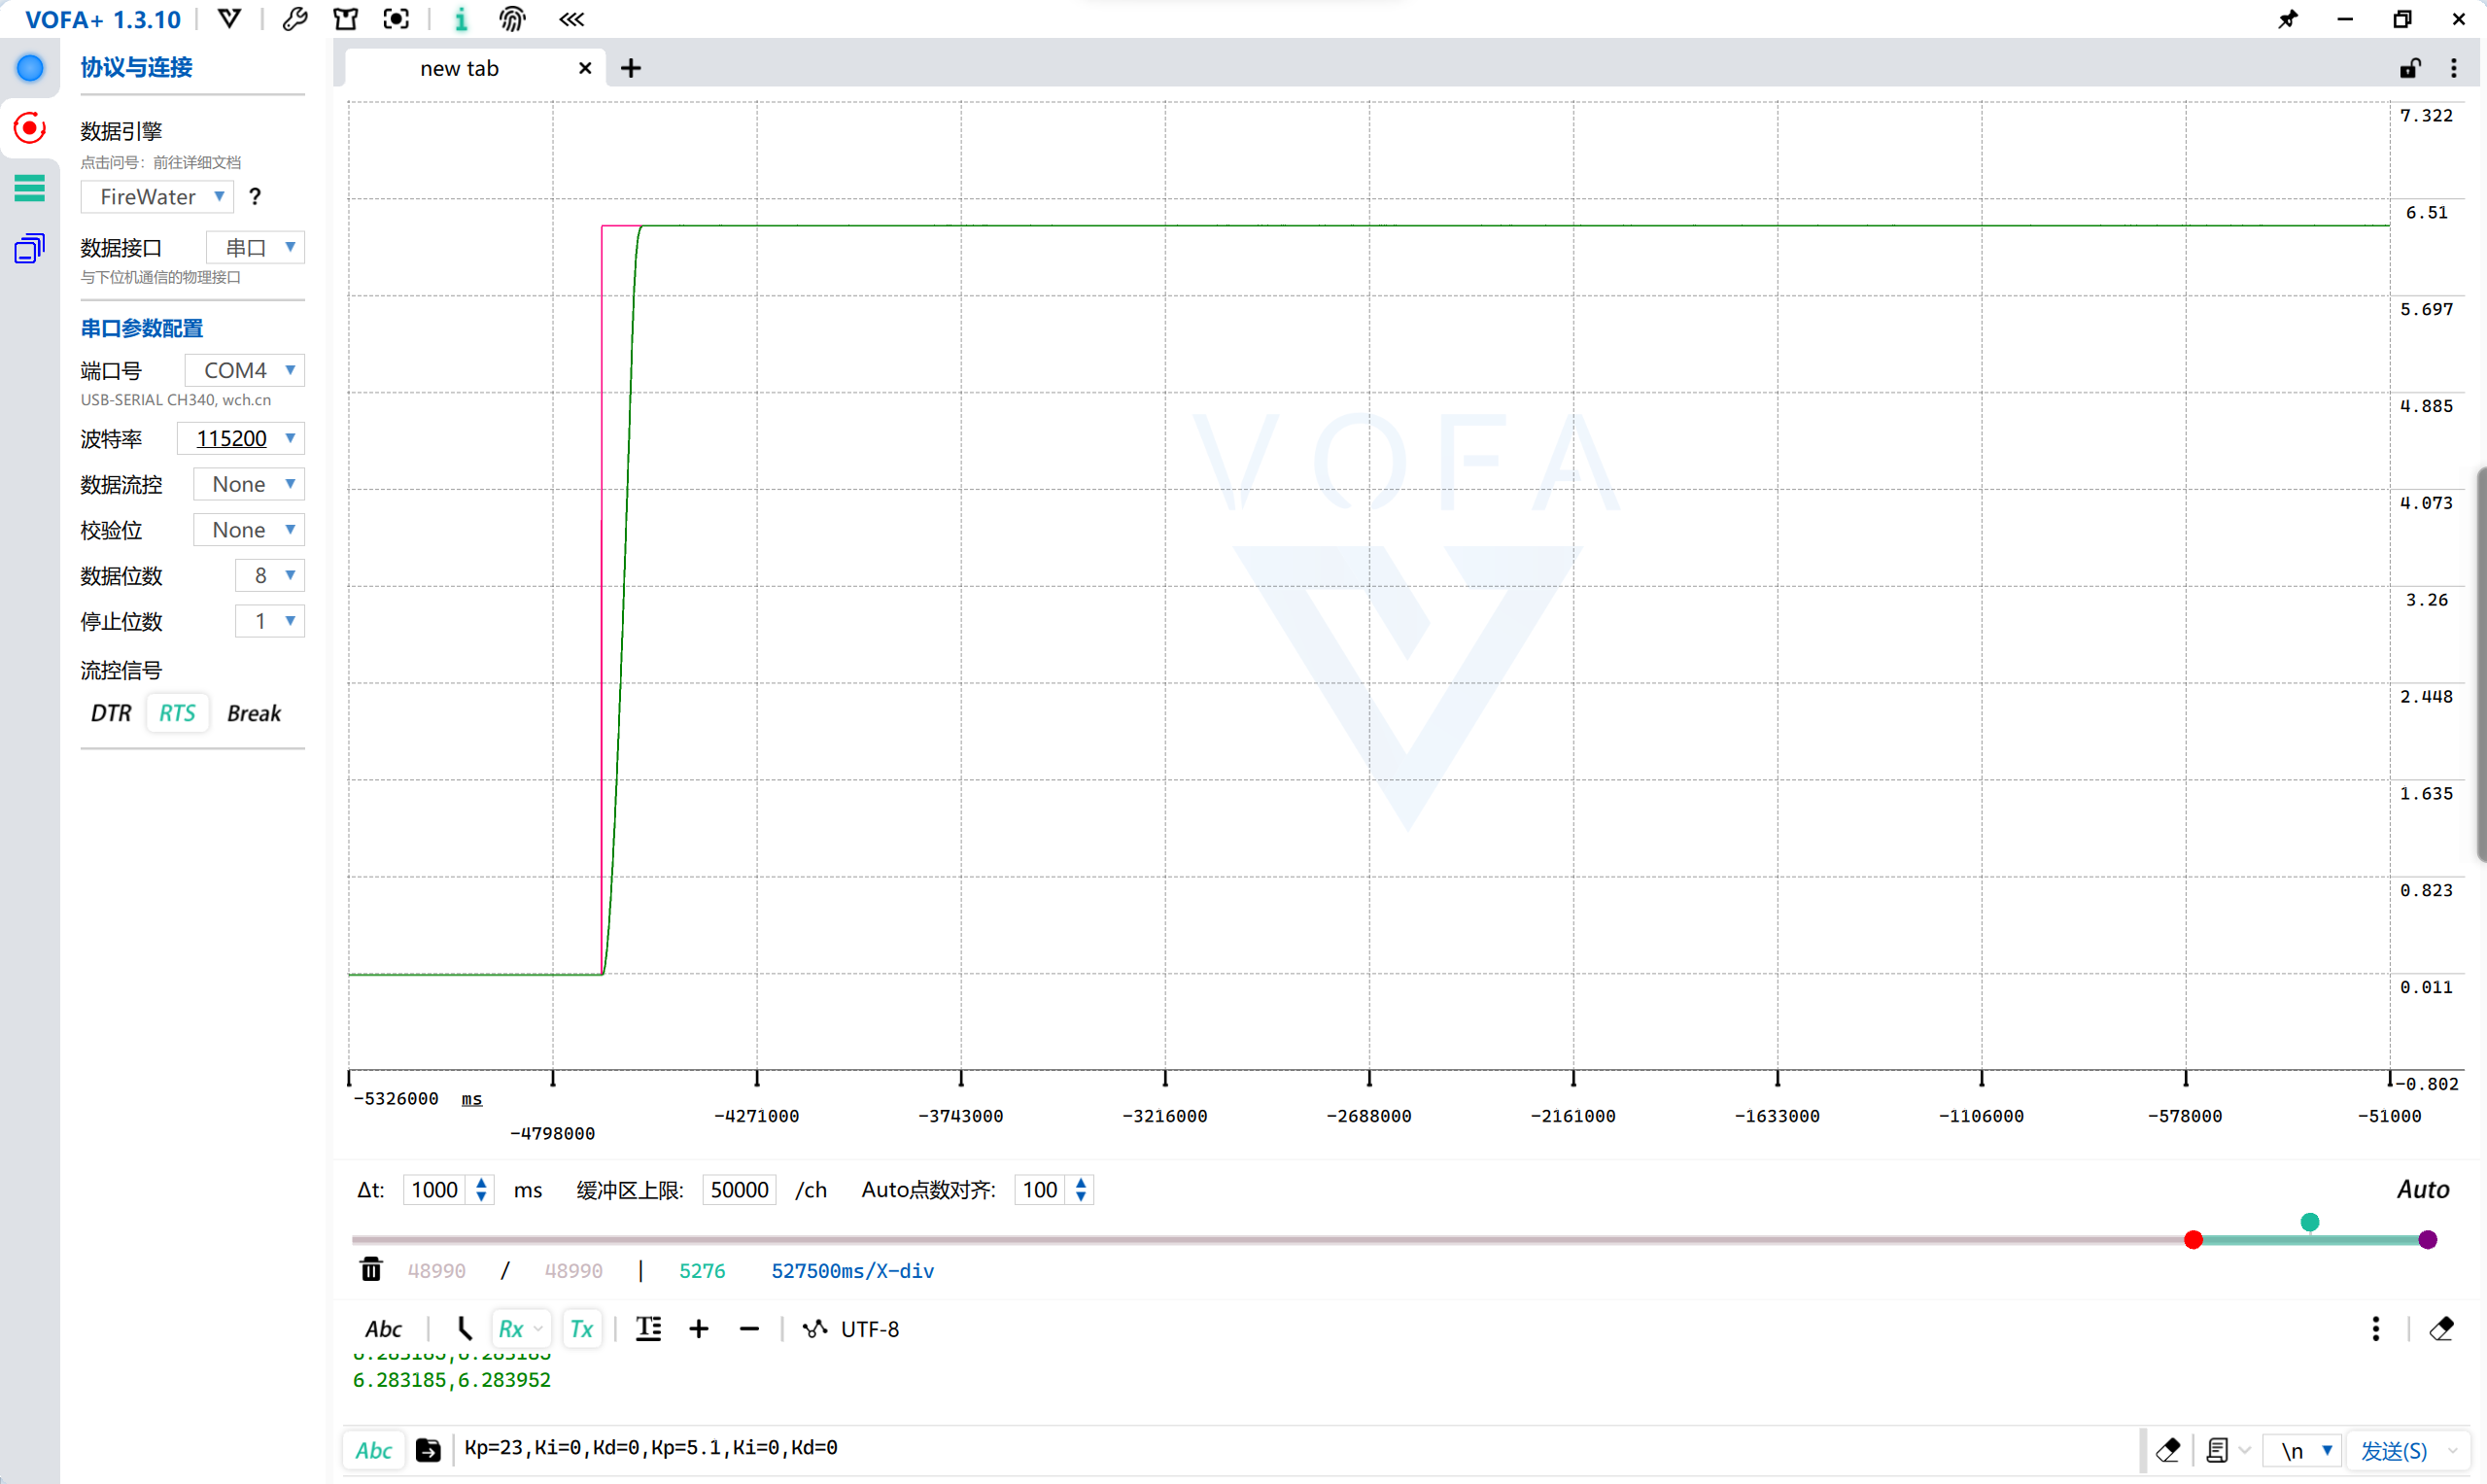 VOFA+ 1.3.10
协议与连接
new tab
数据引擎
点击问号：前往详细文档
FireWater ?
数据接口 串口
与下位机通信的物理接口
串口参数配置
端口号 COM4
USB-SERIAL CH340, wch.cn
波特率 115200
数据流控 None
校验位 None
数据位数 8
停止位数 1
流控信号
DTR RTS Break
VOFA
7.322
6.51
5.697
4.885
4.073
3.26
2.448
1.635
0.823
0.011
-0.802
-5326000 ms
-4798000
-4271000
-3743000
-3216000
-2688000
-2161000
-1633000
-1106000
-578000
-51000
Δt: 1000 ms 缓冲区上限: 50000 /ch Auto点数对齐: 100 Auto
48990 / 48990 | 5276 527500ms/X-div
Abc Rx Tx UTF-8
6.283185,6.283952
Abc Kp=23,Ki=0,Kd=0,Kp=5.1,Ki=0,Kd=0 \n 发送(S)